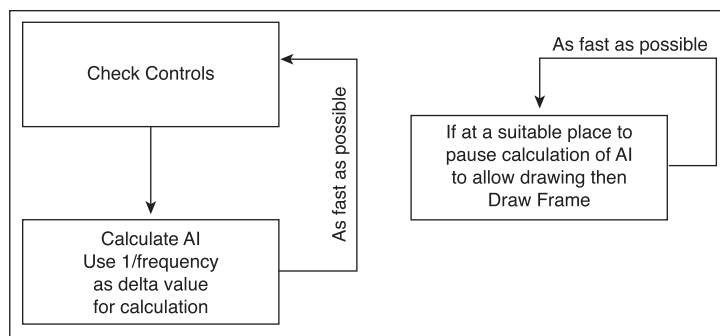 Check Controls
As fast as possible
Calculate AI
Use 1/frequency
as delta value
for calculation
As fast as possible
If at a suitable place to
pause calculation of AI
to allow drawing then
Draw Frame